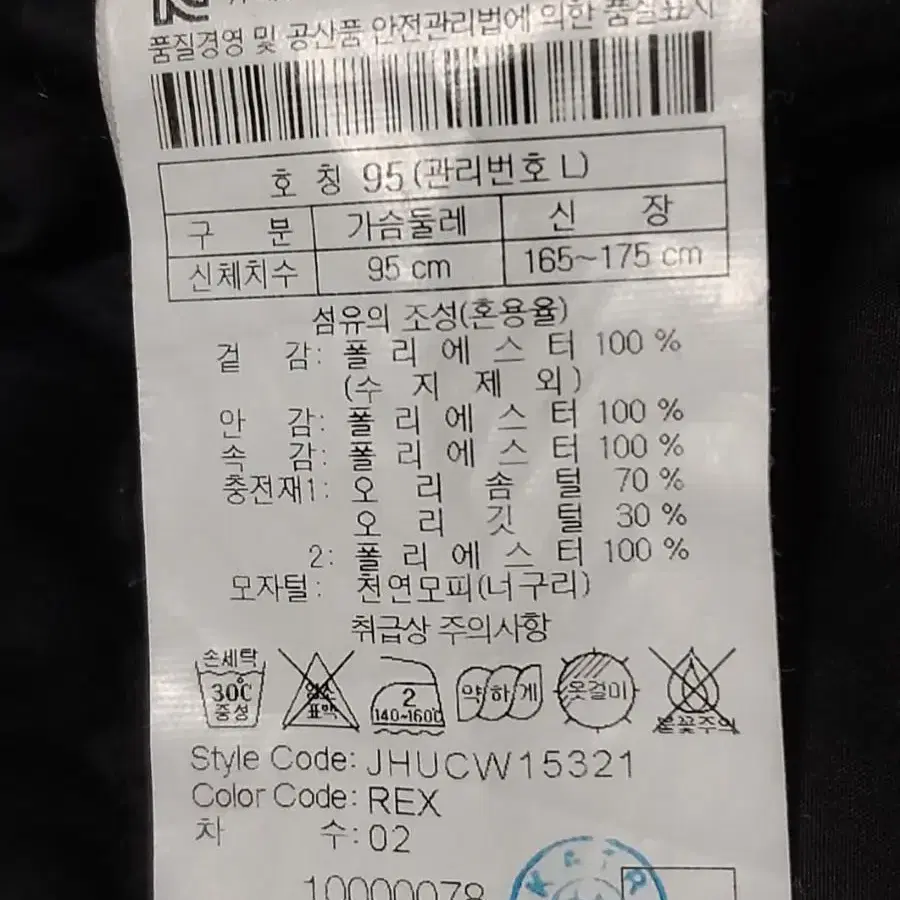 품질경영 및 공산품 안전관리법에 의한 품질표시
호 칭 95 (관리번호 L)
구 분 가슴둘레 신 장
신체치수 95 cm 165~175 cm
섬유의 조성(혼용율)
겉 감: 폴 리 에 스 터 100 %
(수 지 제 외)
안 감: 폴 리 에 스 터 100 %
속 감: 폴 리 에 스 터 100 %
충전재1: 오 리 솜 털 70 %
오 리 깃 털 30 %
2: 폴 리 에 스 터 100 %
모자털: 천연모피(너구리)
취급상 주의사항
손세탁
30℃ 중성
염소 표백
2 140~160℃
약하게
옷걸이
불꽃주의
Style Code: JHUCW15321
Color Code: REX
차 수: 02
10000078